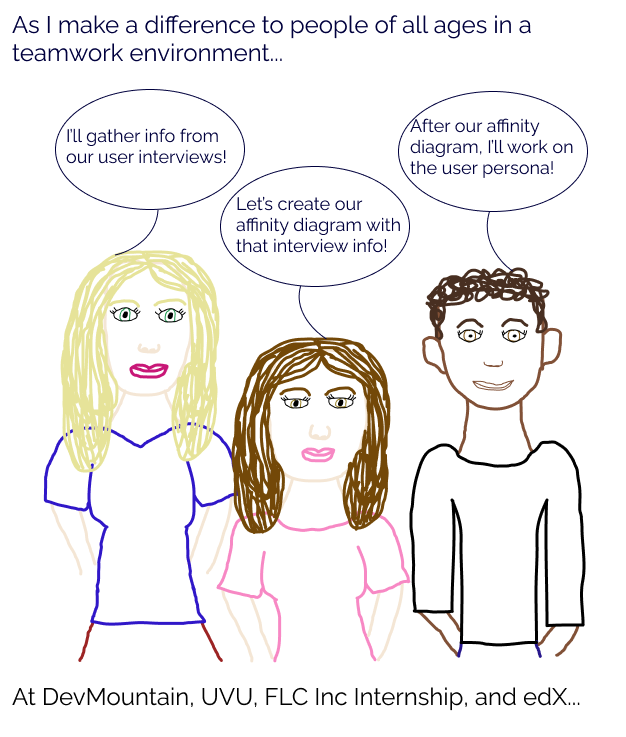 As I make a difference to people of all ages in a
teamwork environment...
I'll gather info from
our user interviews!
Let's create our
affinity diagram with
that interview info!
After our affinity
diagram, I'll work on
the user persona!
At DevMountain, UVU, FLC Inc Internship, and edX...